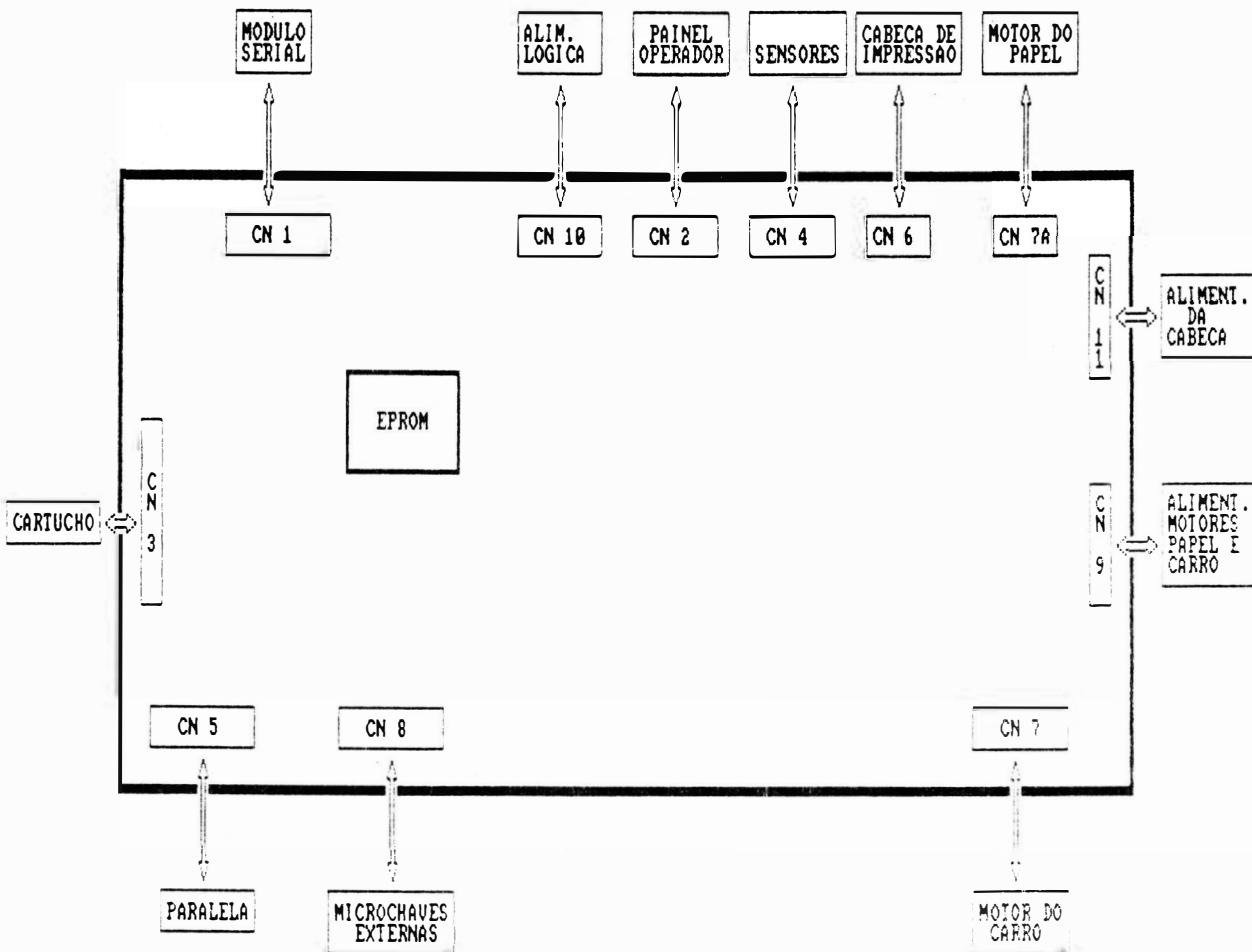 MODULO
SERIAL
ALIM.
LOGICA
PAINEL
OPERADOR
SENSORES
CABECA DE
IMPRESSAO
MOTOR DO
PAPEL
CN 1
CN 10
CN 2
CN 4
CN 6
CN 7A
CN 11
ALIMENT.
DA
CABECA
EPROM
CARTUCHO
CN 3
CN 9
ALIMENT.
MOTORES
PAPEL E
CARRO
CN 5
CN 8
CN 7
PARALELA
MICROCHAVES
EXTERNAS
MOTOR DO
CARRO